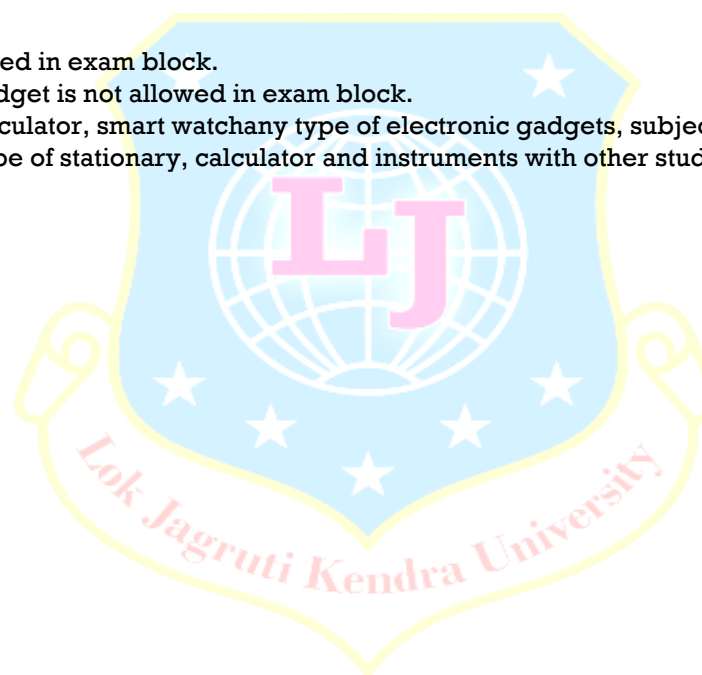 ed in exam block.
dget is not allowed in exam block.
culator, smart watchany type of electronic gadgets, subjec
pe of stationary, calculator and instruments with other stud
LJ
Lok Jagruti Kendra University